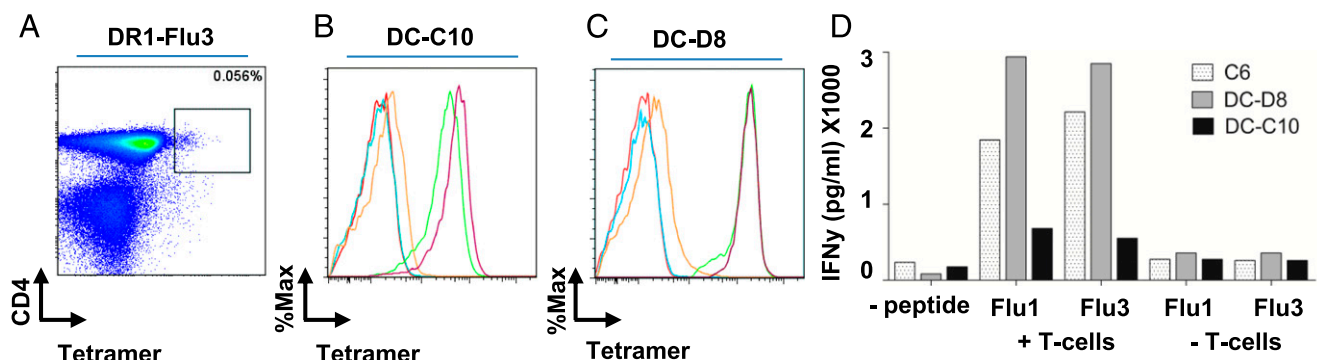 A
DR1-Flu3
0.056%
CD4
Tetramer
B
DC-C10
%Max
Tetramer
C
DC-D8
%Max
Tetramer
D
IFNy (pg/ml) X1000
3
2
1
0
C6
DC-D8
DC-C10
- peptide
Flu1
Flu3
Flu1
Flu3
+ T-cells
- T-cells